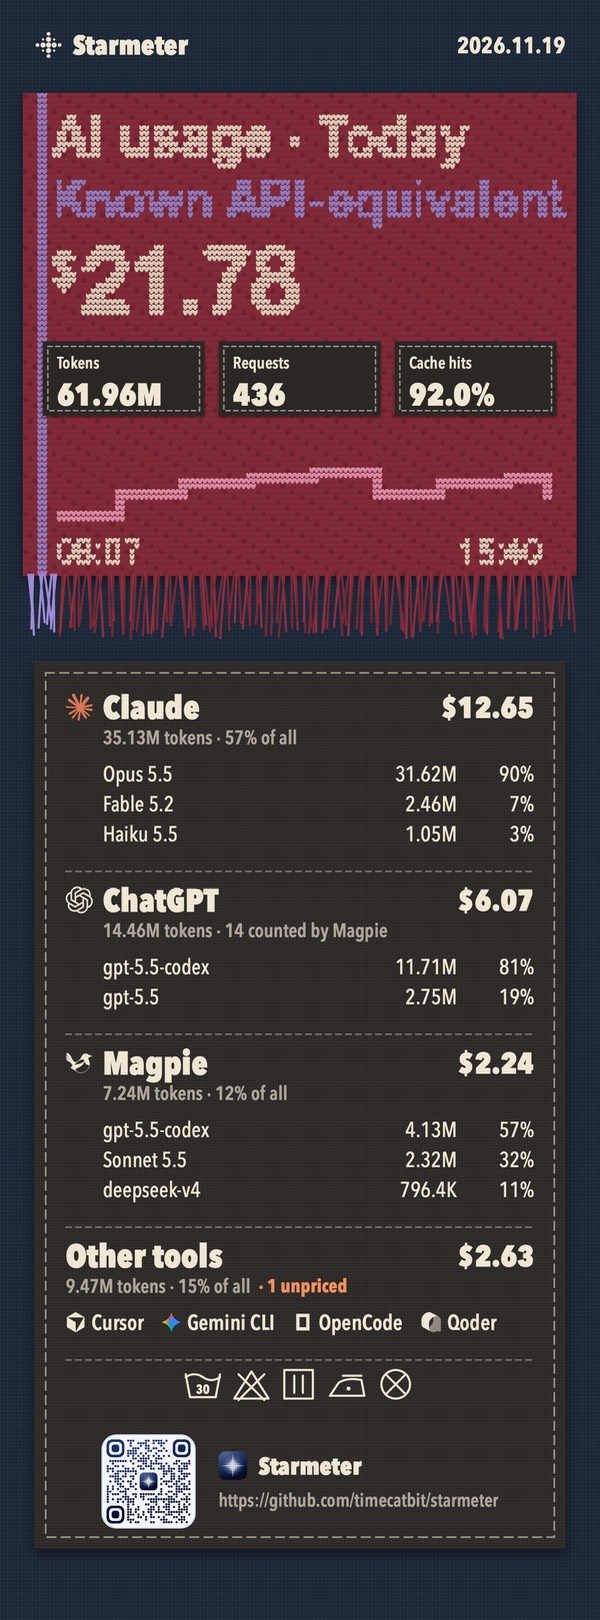 Starmeter 2026.11.19
AI usage · Today
Known API-equivalent
$21.78
Tokens Requests Cache hits
61.96M 436 92.0%
08:07 15:40
Claude $12.65
35.13M tokens · 57% of all
Opus 5.5 31.62M 90%
Fable 5.2 2.46M 7%
Haiku 5.5 1.05M 3%
ChatGPT $6.07
14.46M tokens · 14 counted by Magpie
gpt-5.5-codex 11.71M 81%
gpt-5.5 2.75M 19%
Magpie $2.24
7.24M tokens · 12% of all
gpt-5.5-codex 4.13M 57%
Sonnet 5.5 2.32M 32%
deepseek-v4 796.4K 11%
Other tools $2.63
9.47M tokens · 15% of all · 1 unpriced
Cursor Gemini CLI OpenCode Qoder
30
Starmeter
https://github.com/timecatbit/starmeter